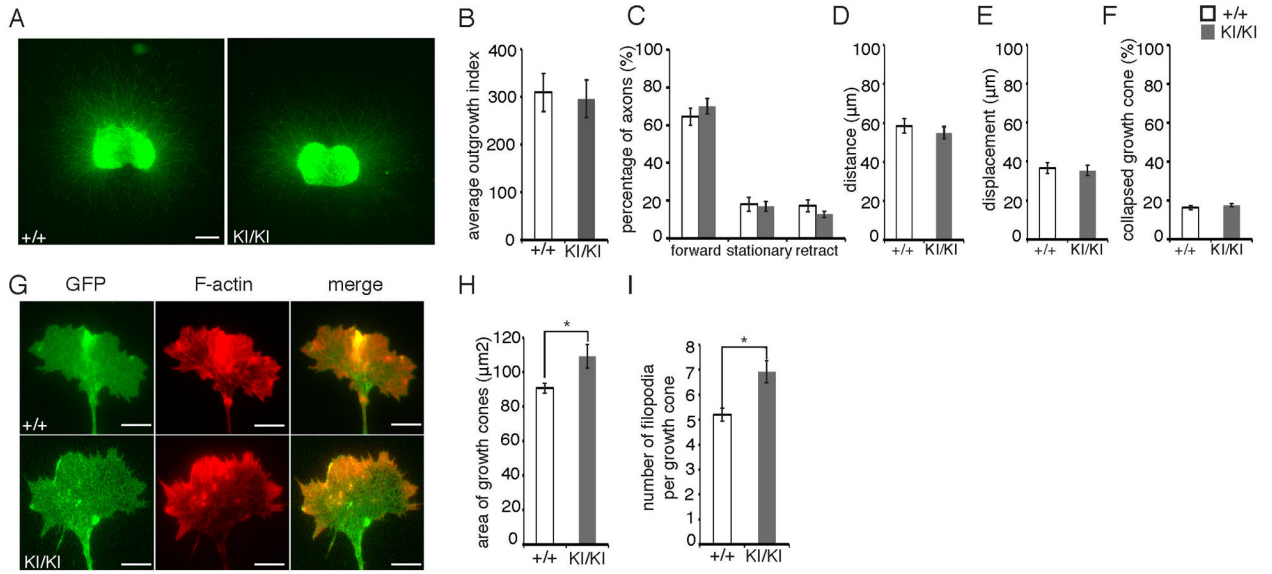 A
+/+
KI/KI
B
average outgrowth index
400
300
200
100
0
+/+ KI/KI
C
percentage of axons (%)
100
80
60
40
20
0
forward stationary retract
D
distance (µm)
100
80
60
40
20
0
+/+ KI/KI
E
displacement (µm)
100
80
60
40
20
0
+/+ KI/KI
F
+/+
KI/KI
collapsed growth cone (%)
100
80
60
40
20
0
+/+ KI/KI
G
GFP F-actin merge
+/+
KI/KI
H
area of growth cones (µm2)
120
100
80
60
40
20
0
*
+/+ KI/KI
I
number of filopodia
per growth cone
8
7
6
5
4
3
2
1
0
*
+/+ KI/KI